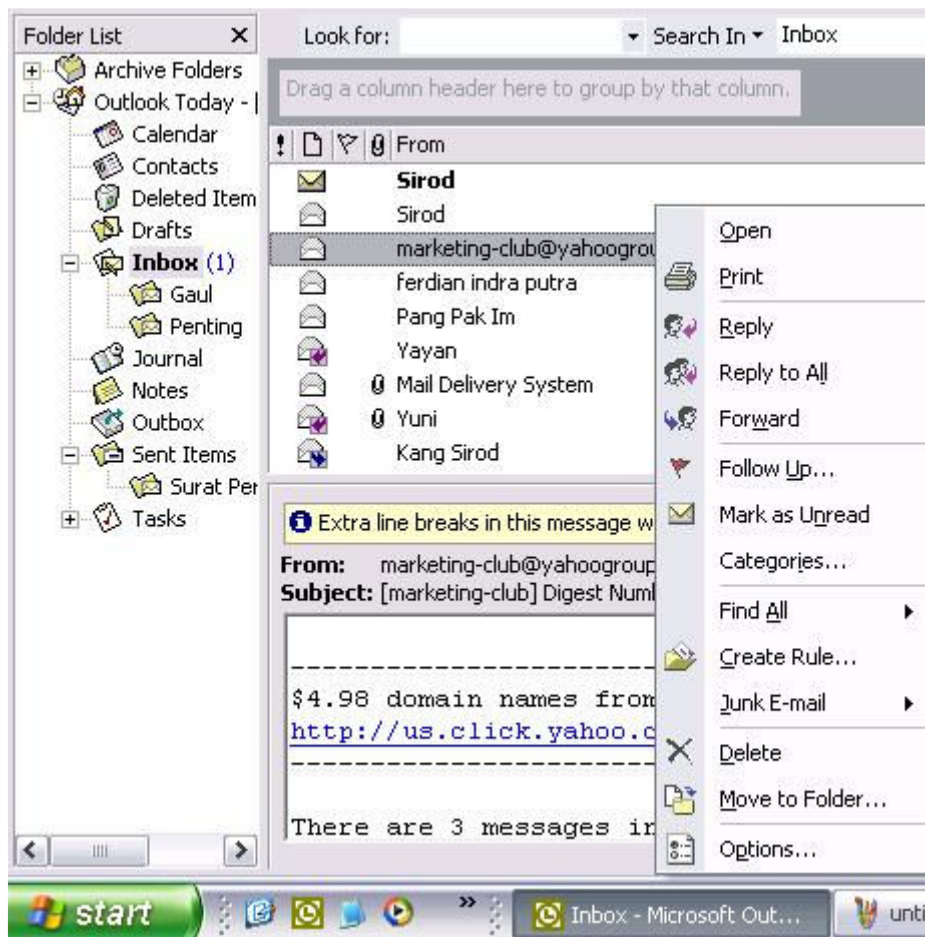 Folder List
Archive Folders
Outlook Today - [
Calendar
Contacts
Deleted Item
Drafts
Inbox (1)
Gaul
Penting
Journal
Notes
Outbox
Sent Items
Surat Per
Tasks
Look for:
Search In
Inbox
Drag a column header here to group by that column.
From
Sirod
Sirod
marketing-club@yahoogrou
ferdian indra putra
Pang Pak Im
Yayan
Mail Delivery System
Yuni
Kang Sirod
Extra line breaks in this message w
From: marketing-club@yahoogroup
Subject: [marketing-club] Digest Num
$4.98 domain names from
http://us.click.yahoo.c
There are 3 messages in
Open
Print
Reply
Reply to All
Forward
Follow Up...
Mark as Unread
Categories...
Find All
Create Rule...
Junk E-mail
Delete
Move to Folder...
Options...
start
Inbox - Microsoft Out...
unti